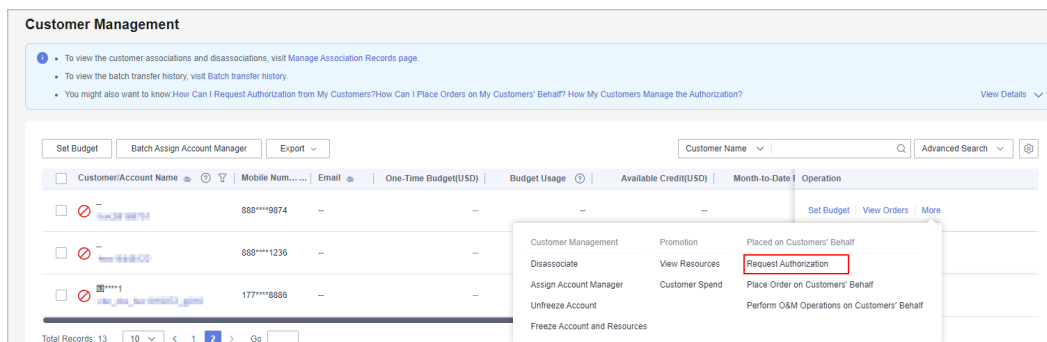 Customer Management
To view the customer associations and disassociations, visit Manage Association Records page.
To view the batch transfer history, visit Batch transfer history.
You might also want to know:How Can I Request Authorization from My Customers?How Can I Place Orders on My Customers' Behalf? How My Customers Manage the Authorization?
View Details
Set Budget Batch Assign Account Manager Export
Customer Name Advanced Search
Customer/Account Name Mobile Num... ... Email One-Time Budget(USD) Budget Usage Available Credit(USD) Month-to-Date Operation
--
888****9874 -- -- -- -- Set Budget View Orders More
--
888****1236 -- --
国****1
177****8886 -- --
Customer Management Promotion Placed on Customers' Behalf
Disassociate View Resources Request Authorization
Assign Account Manager Customer Spend Place Order on Customers' Behalf
Unfreeze Account Perform O&M Operations on Customers' Behalf
Freeze Account and Resources
Total Records: 13 10 < 1 2 > Go